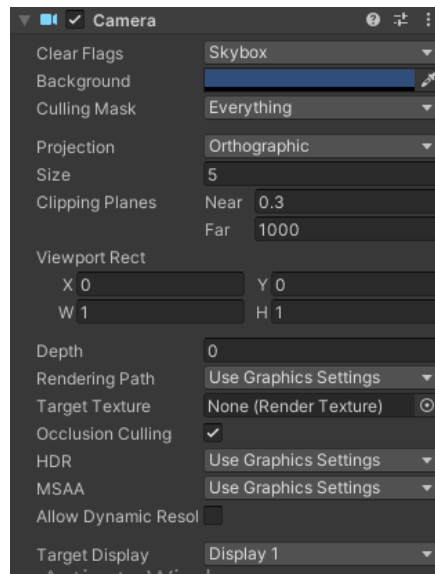 Camera
Clear Flags Skybox
Background
Culling Mask Everything
Projection Orthographic
Size 5
Clipping Planes Near 0.3
Far 1000
Viewport Rect
X 0 Y 0
W 1 H 1
Depth 0
Rendering Path Use Graphics Settings
Target Texture None (Render Texture)
Occlusion Culling
HDR Use Graphics Settings
MSAA Use Graphics Settings
Allow Dynamic Resol
Target Display Display 1